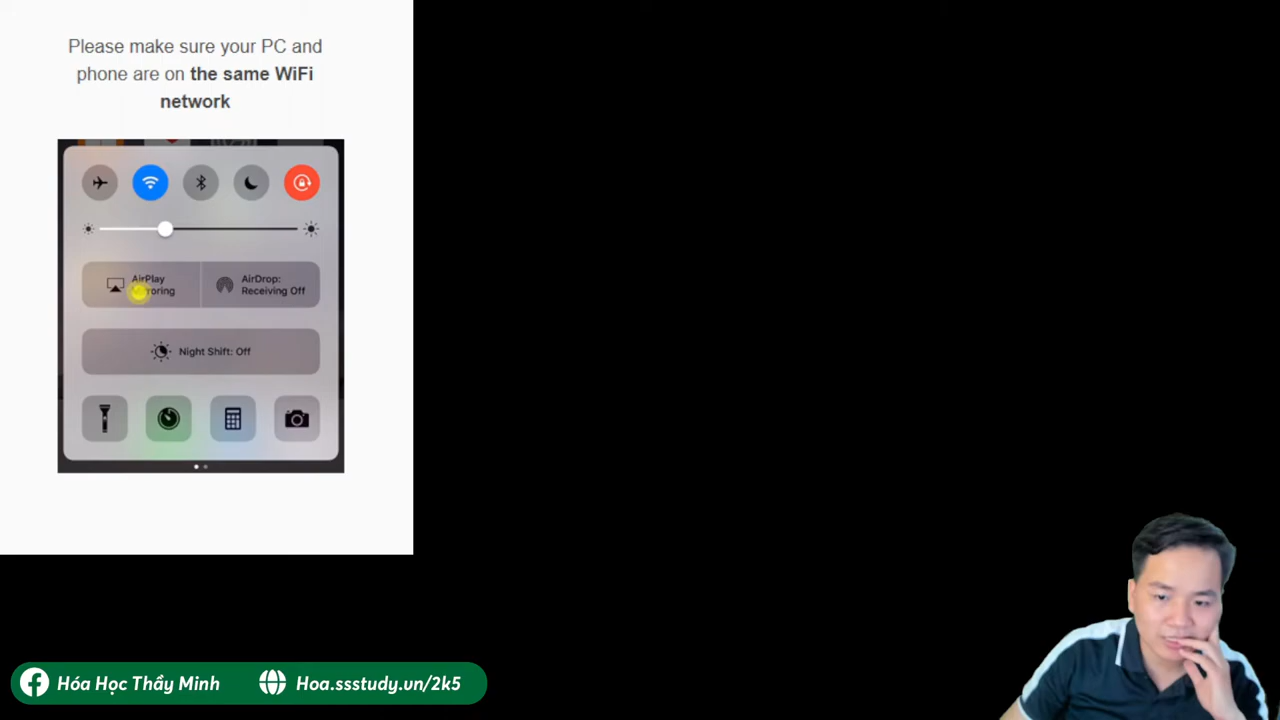 Please make sure your PC and
phone are on the same WiFi
network
AirPlay
Mirroring
AirDrop:
Receiving Off
Night Shift: Off
Hóa Học Thầy Minh
Hoa.ssstudy.vn/2k5